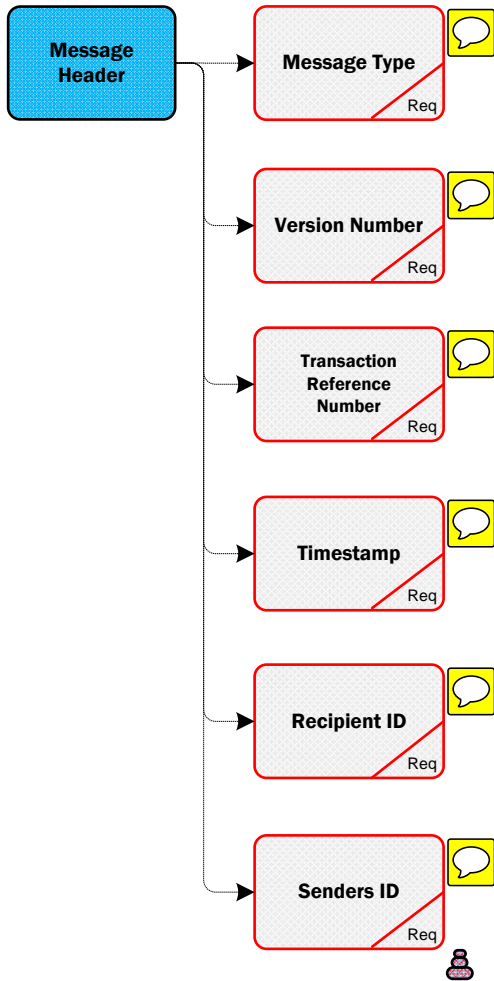 Message
Header
Message Type
Req
Version Number
Req
Transaction
Reference
Number
Req
Timestamp
Req
Recipient ID
Req
Senders ID
Req